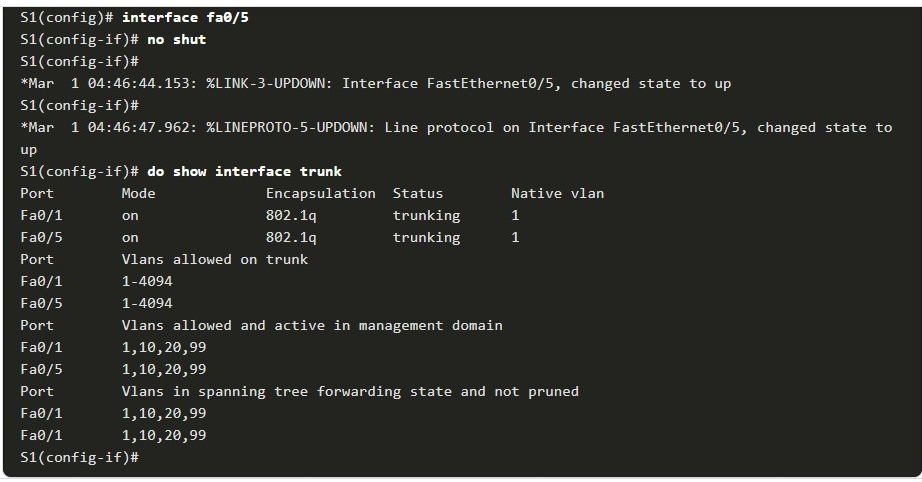 S1(config)# interface fa0/5
S1(config-if)# no shut
S1(config-if)#
*Mar  1 04:46:44.153: %LINK-3-UPDOWN: Interface FastEthernet0/5, changed state to up
S1(config-if)#
*Mar  1 04:46:47.962: %LINEPROTO-5-UPDOWN: Line protocol on Interface FastEthernet0/5, changed state to
up
S1(config-if)# do show interface trunk
Port        Mode             Encapsulation  Status        Native vlan
Fa0/1       on               802.1q         trunking      1
Fa0/5       on               802.1q         trunking      1
Port        Vlans allowed on trunk
Fa0/1       1-4094
Fa0/5       1-4094
Port        Vlans allowed and active in management domain
Fa0/1       1,10,20,99
Fa0/5       1,10,20,99
Port        Vlans in spanning tree forwarding state and not pruned
Fa0/1       1,10,20,99
Fa0/1       1,10,20,99
S1(config-if)#